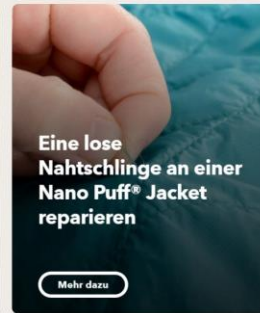 Eine lose
Nahtschlinge an einer
Nano Puff® Jacket
reparieren
Mehr dazu